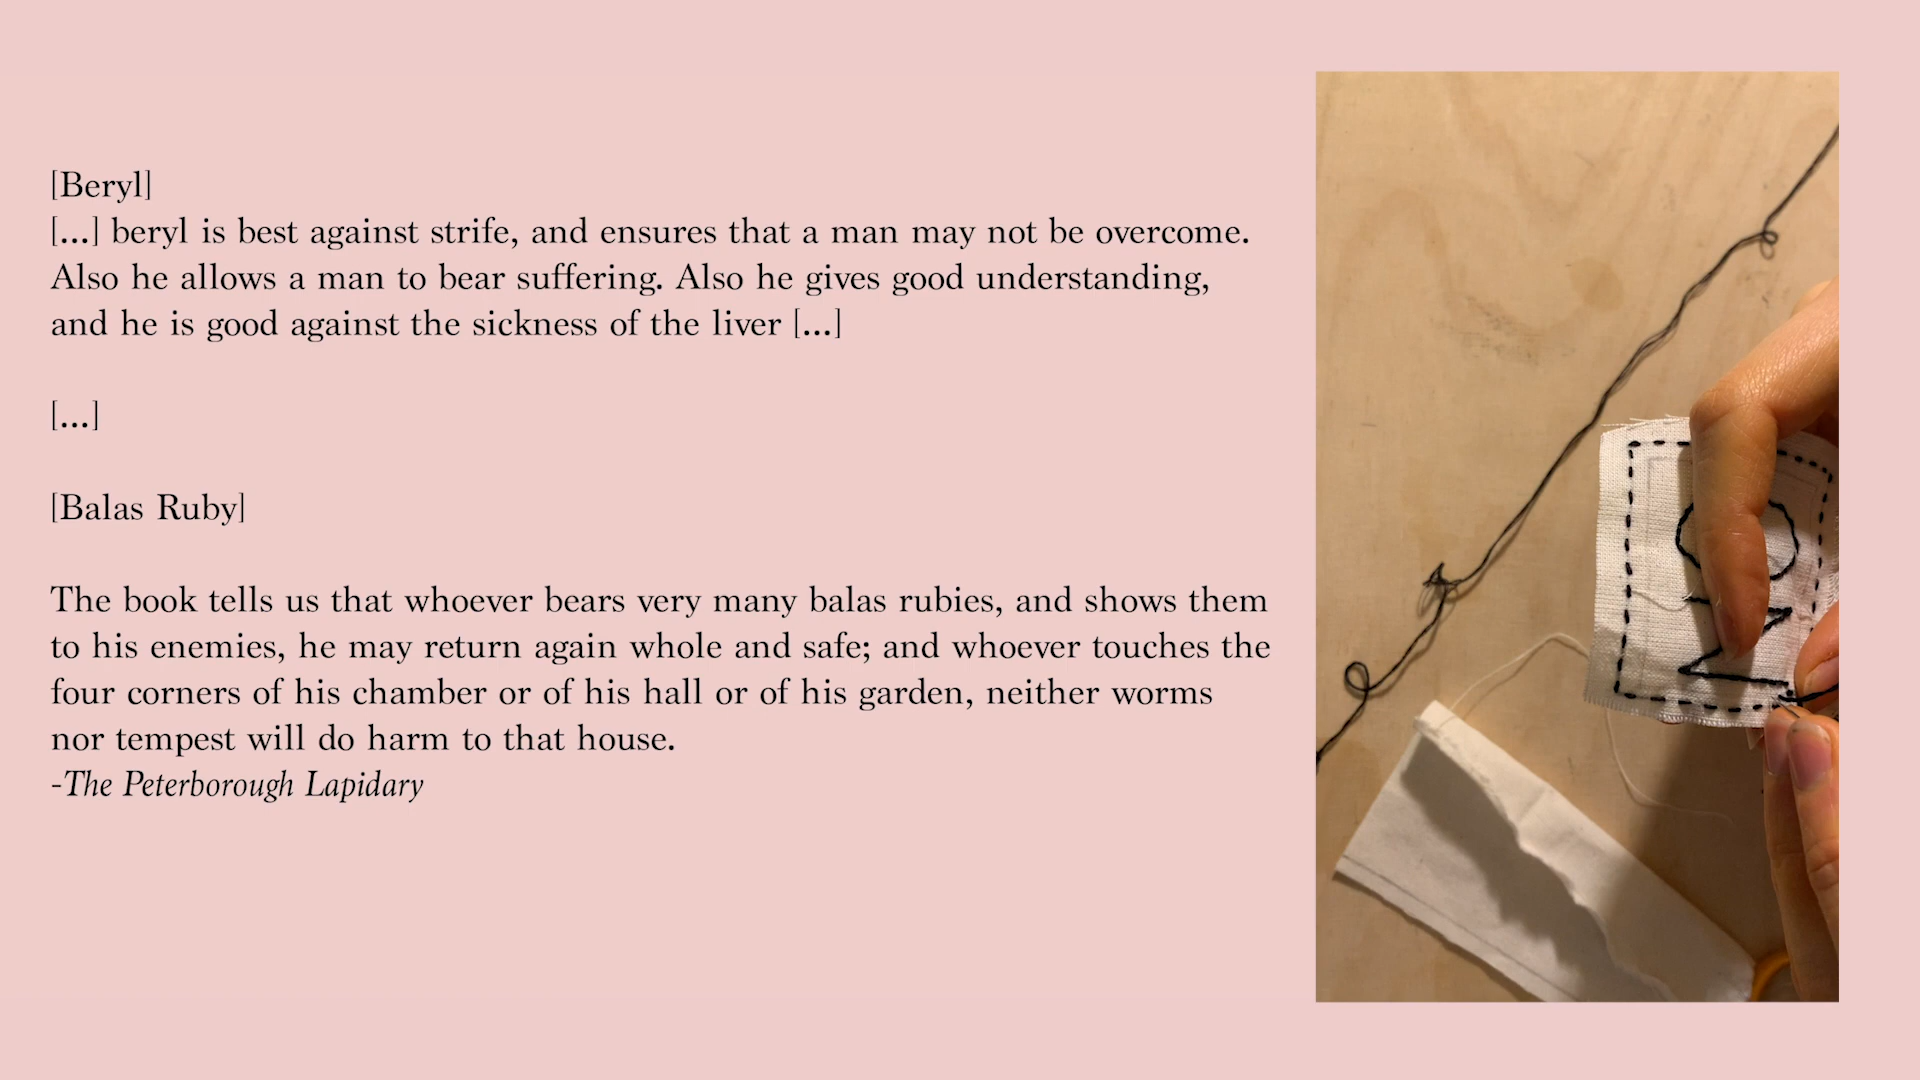 [Beryl]
[...] beryl is best against strife, and ensures that a man may not be overcome.
Also he allows a man to bear suffering. Also he gives good understanding,
and he is good against the sickness of the liver [...]
[...]
[Balas Ruby]
The book tells us that whoever bears very many balas rubies, and shows them
to his enemies, he may return again whole and safe; and whoever touches the
four corners of his chamber or of his hall or of his garden, neither worms
nor tempest will do harm to that house.
-The Peterborough Lapidary